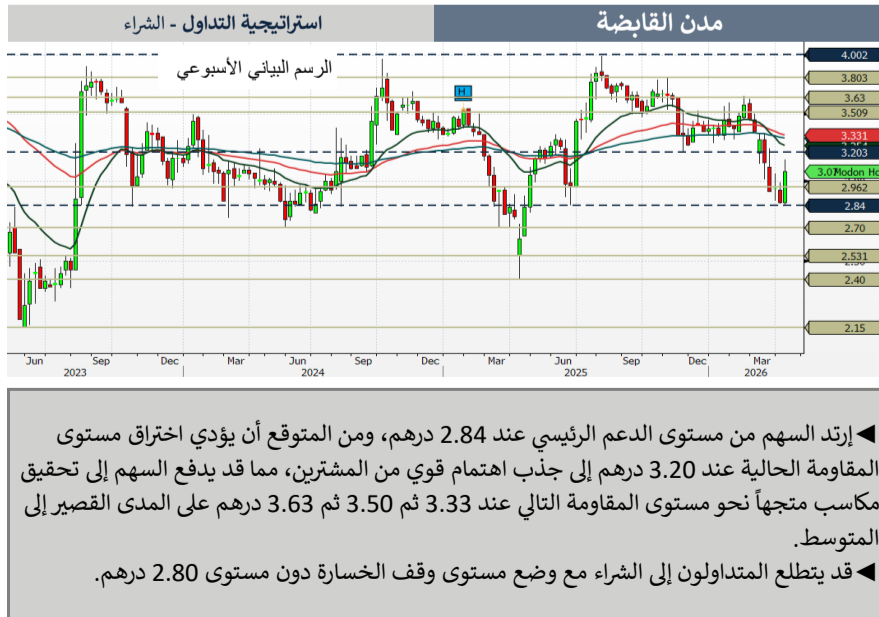 مدن القابضة
استراتيجية التداول - الشراء
الرسم البياني الأسبوعي
H
4.002
3.803
3.63
3.509
3.331
3.203
3.07Modon Ho
2.962
2.84
2.70
2.531
2.40
2.15
Jun Sep Dec Mar Jun Sep Dec Mar Jun Sep Dec Mar
2023 2024 2025 2026
◄إرتد السهم من مستوى الدعم الرئيسي عند 2.84 درهم، ومن المتوقع أن يؤدي اختراق مستوى
المقاومة الحالية عند 3.20 درهم إلى جذب اهتمام قوي من المشترين، مما قد يدفع السهم إلى تحقيق
مكاسب متجهاً نحو مستوى المقاومة التالي عند 3.33 ثم 3.50 ثم 3.63 درهم على المدى القصير إلى
المتوسط.
◄قد يتطلع المتداولون إلى الشراء مع وضع مستوى وقف الخسارة دون مستوى 2.80 درهم.